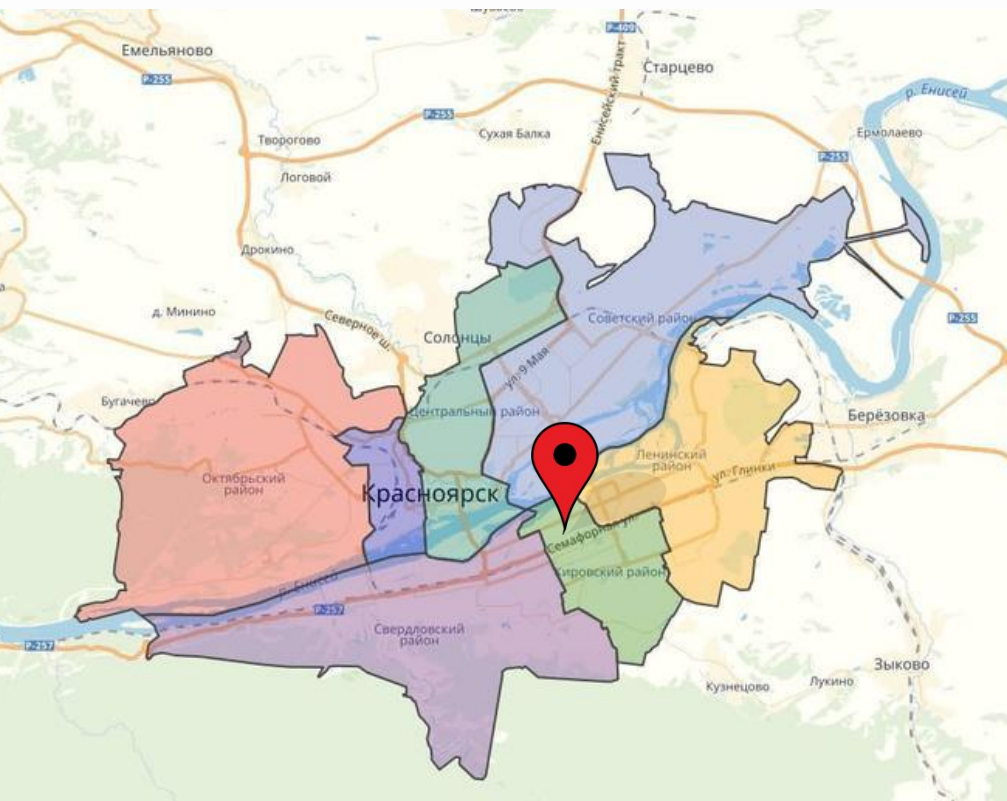 Р-409
Емельяново
Старцево
Р-255
Енисейский тракт
р. Енисей
Р-255
Сухая Балка
Ермолаево
Творогово
Р-255
Логовой
Дрокино
д. Минино
Северное ш.
Советский район
Р-255
Солонцы
ул. 9 Мая
Бугачево
Центральный район
Берёзовка
Ленинский
район
ул. Глинки
Октябрьский
район
Красноярск
Семафорная ул.
Кировский район
р. Енисей
Р-257
Свердловский
район
Р-257
Зыково
Лукино
Кузнецово